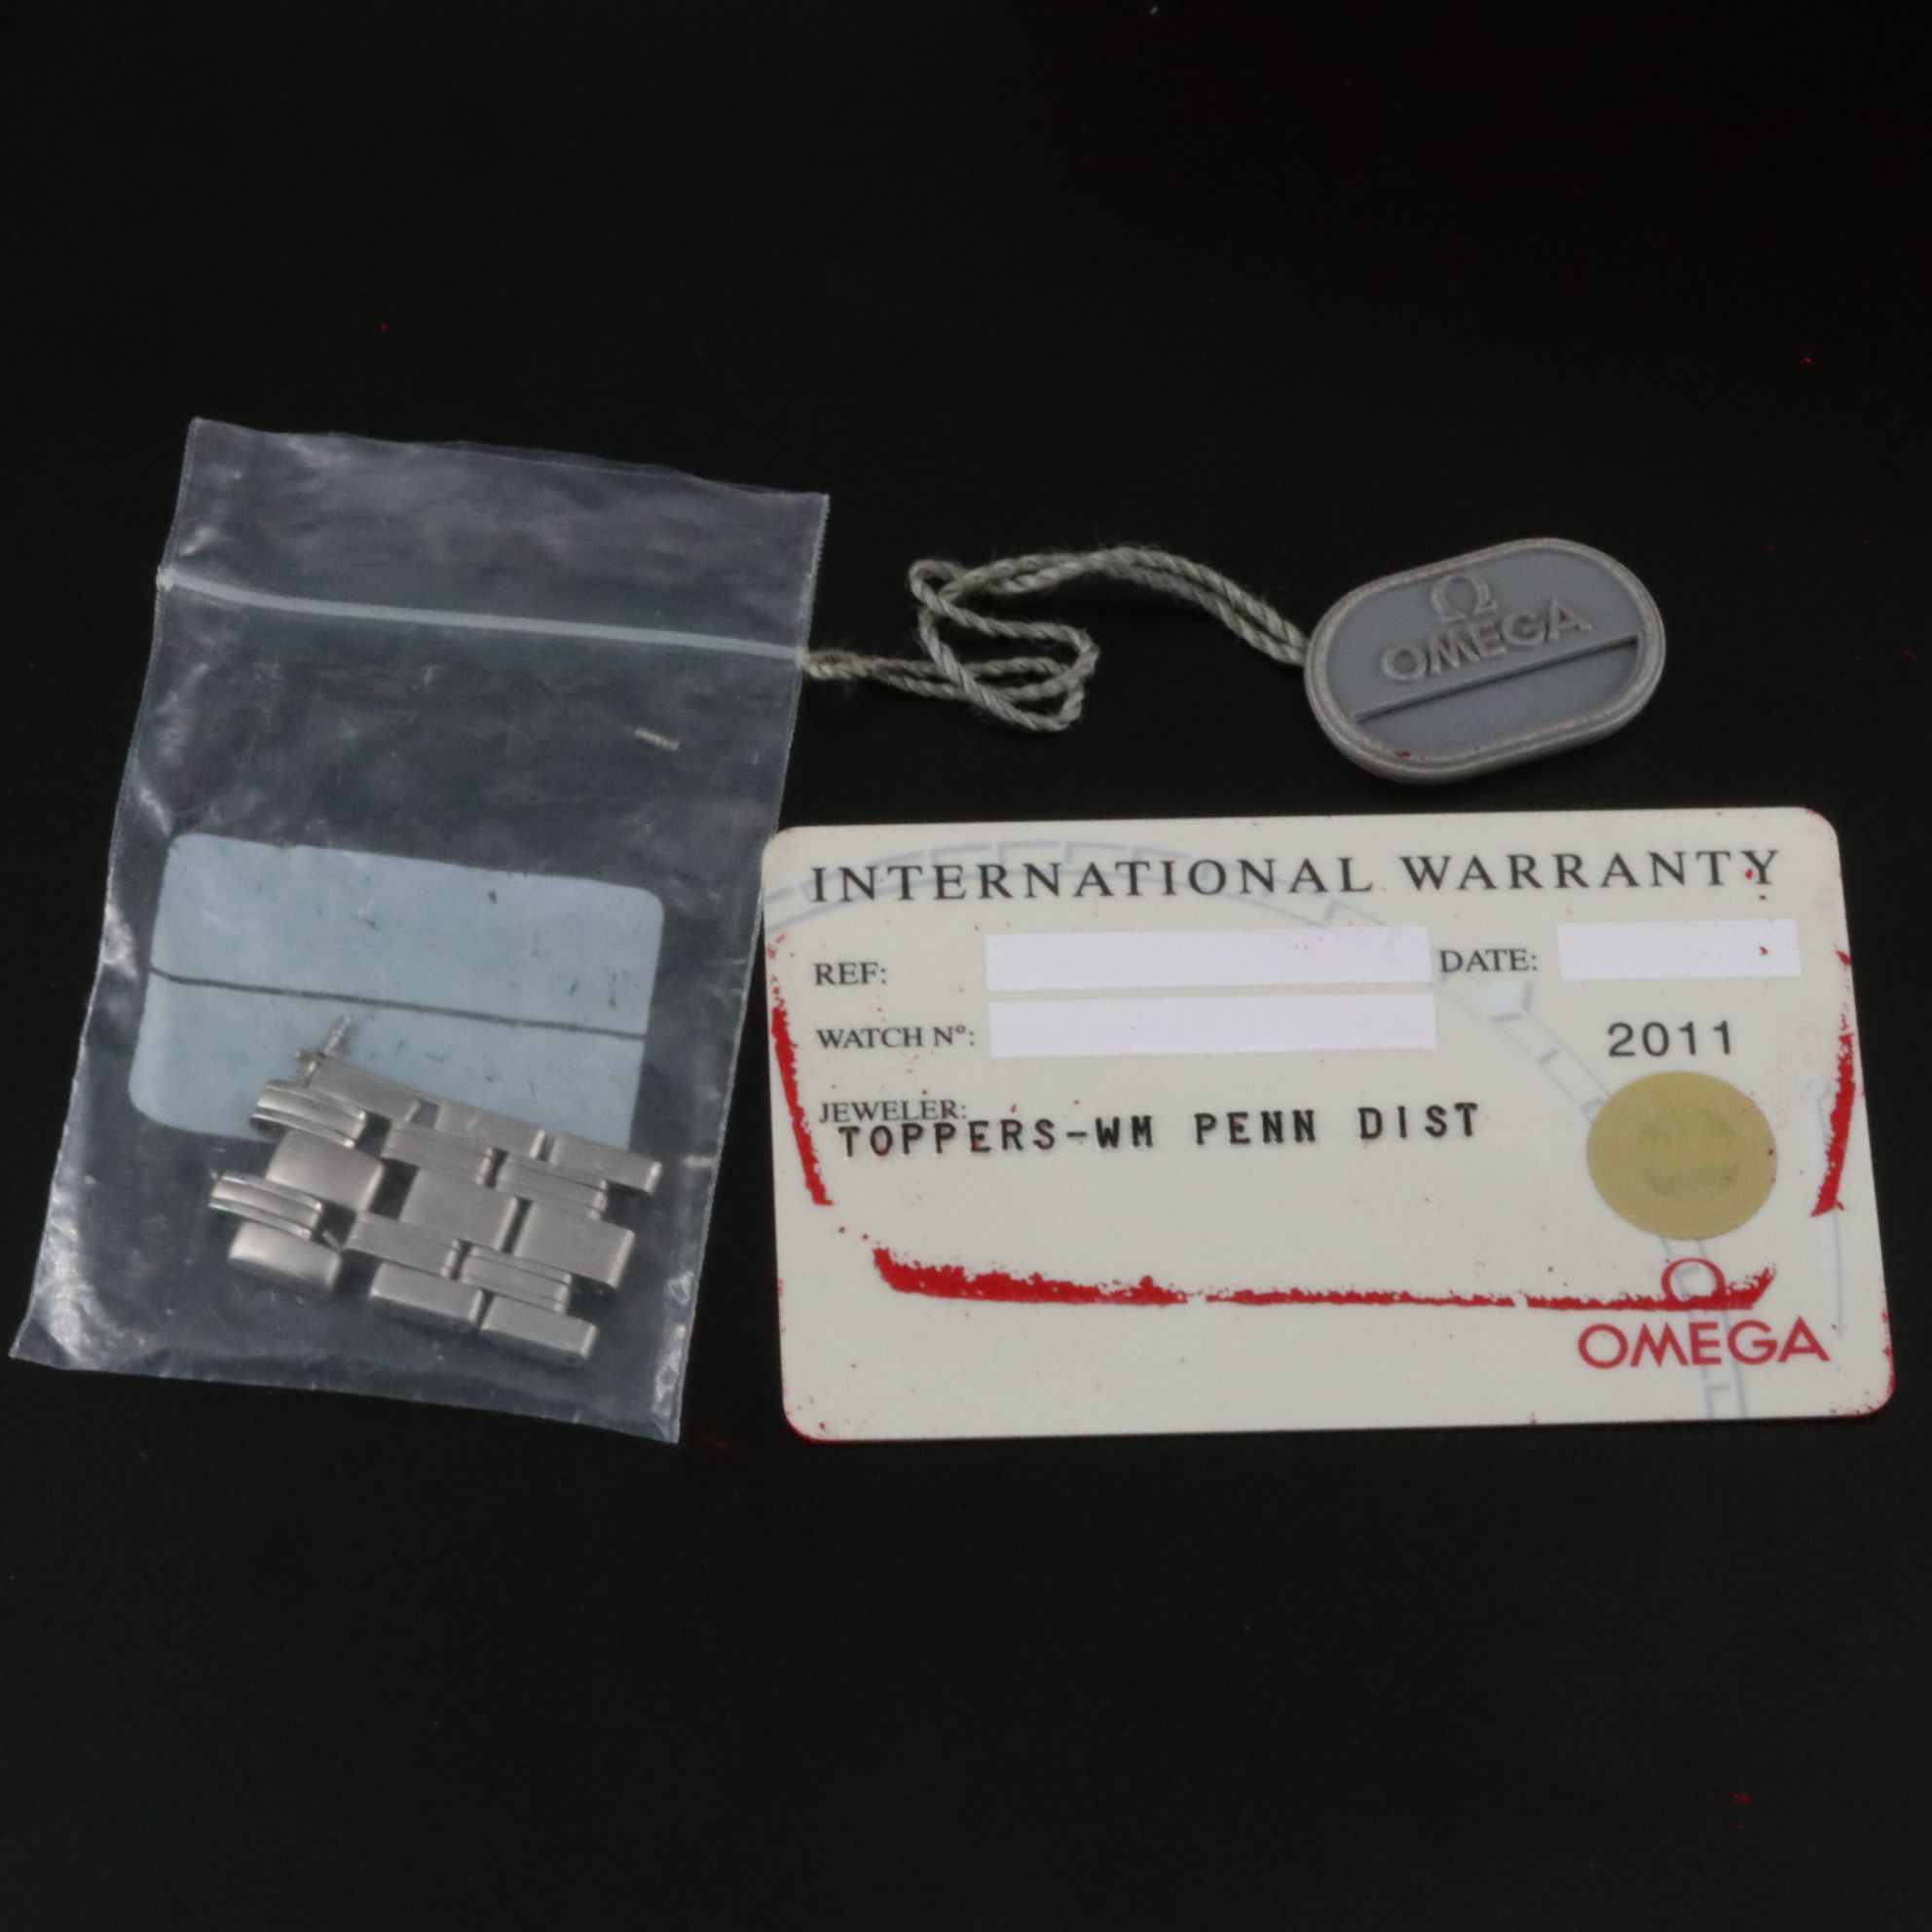 Ω
OMEGA
INTERNATIONAL WARRANTY
REF: DATE:
WATCH N°: 2011
JEWELER:
TOPPERS-WM PENN DIST
Ω
OMEGA